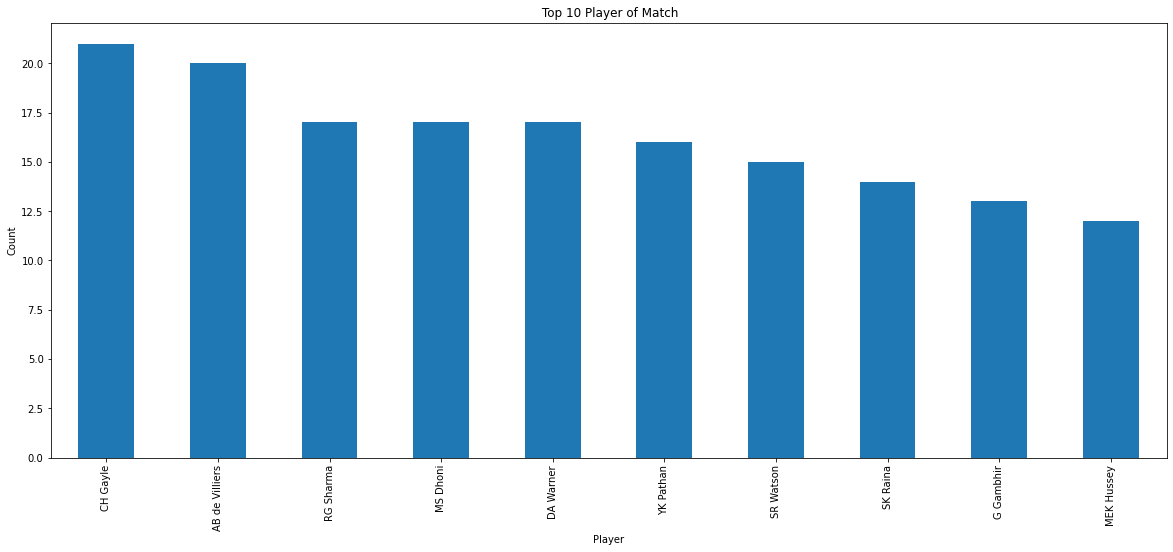 Top 10 Player of Match
Count
20.0
17.5
15.0
12.5
10.0
7.5
5.0
2.5
0.0
CH Gayle
AB de Villiers
RG Sharma
MS Dhoni
DA Warner
YK Pathan
SR Watson
SK Raina
G Gambhir
MEK Hussey
Player